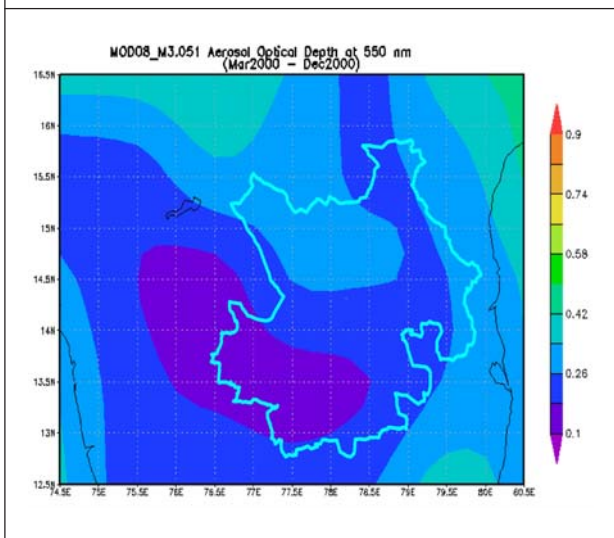 MOD08_M3.051 Aerosol Optical Depth at 550 nm
(Mar2000 - Dec2000)
16.5N
16N
15.5N
15N
14.5N
14N
13.5N
13N
12.5N
74.5E 75E 75.5E 76E 76.5E 77E 77.5E 78E 78.5E 79E 79.5E 80E 80.5E
0.9
0.74
0.58
0.42
0.26
0.1